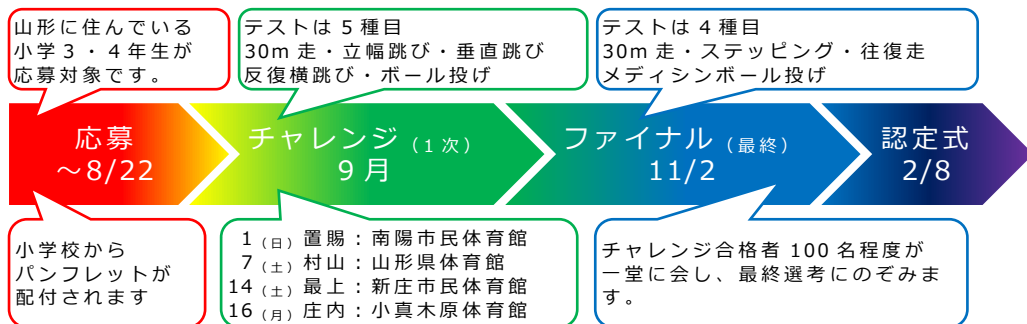 山形に住んでいる
小学３・４年生が
応募対象です。
テストは５種目
30m走・立幅跳び・垂直跳び
反復横跳び・ボール投げ
テストは４種目
30m走・ステッピング・往復走
メディシンボール投げ
応募
～8/22
チャレンジ（１次）
9月
ファイナル（最終）
11/2
認定式
2/8
小学校から
パンフレットが
配付されます
1（日）置賜：南陽市民体育館
7（土）村山：山形県体育館
14（土）最上：新庄市民体育館
16（月）庄内：小真木原体育館
チャレンジ合格者100名程度が
一堂に会し、最終選考にのぞみま
す。